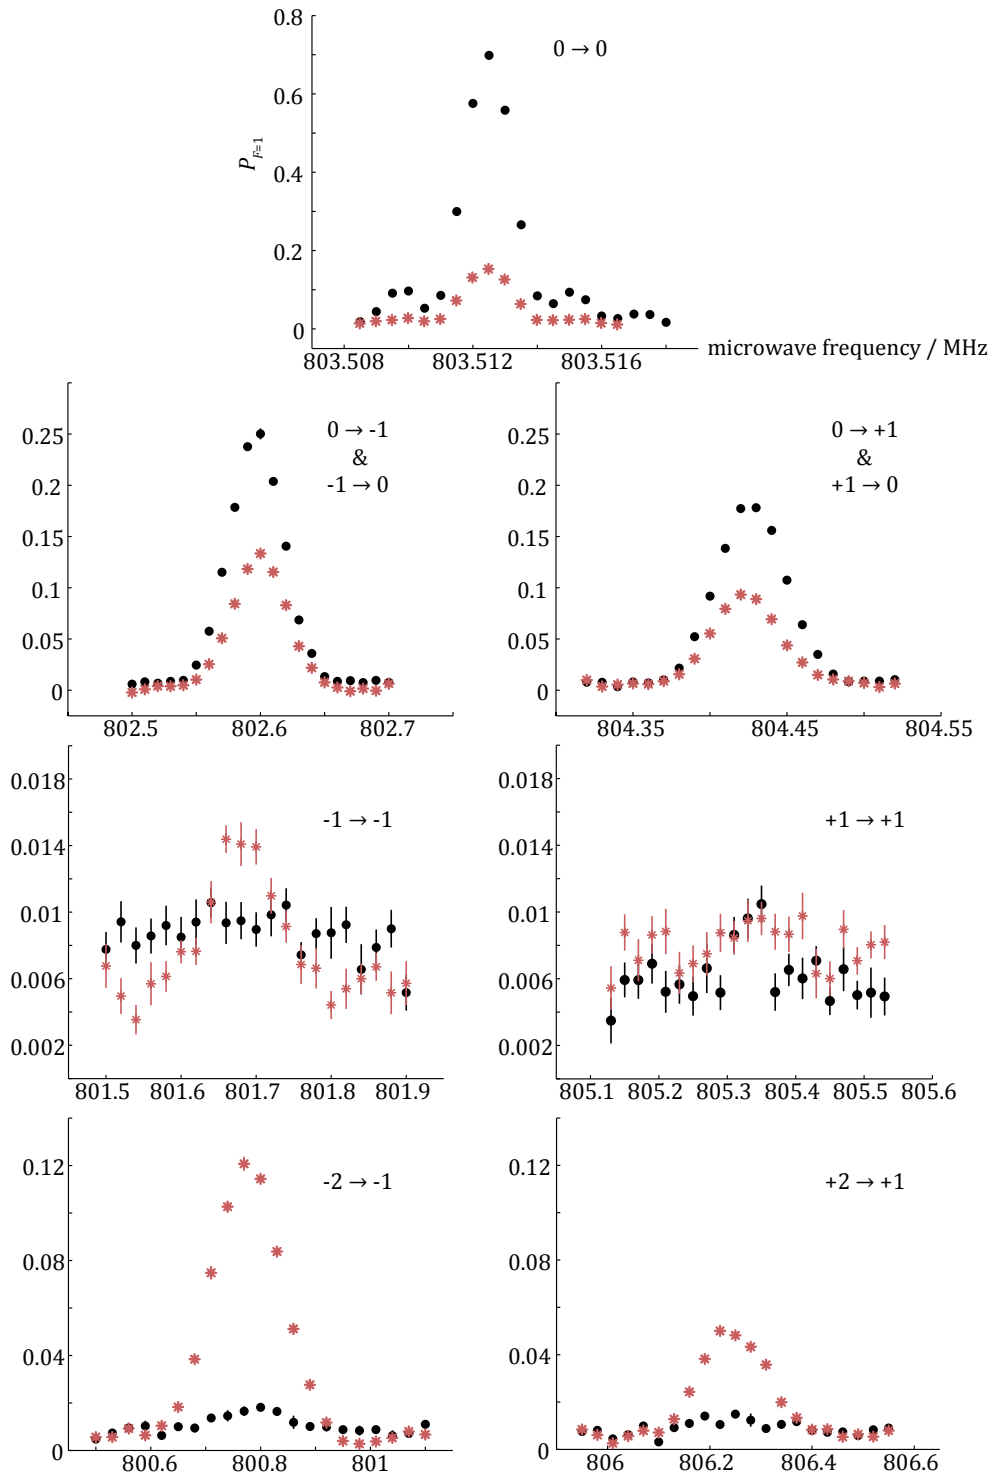 0.8
0 → 0
0.6
P_{F=1}
0.4
0.2
0
803.508 803.512 803.516
microwave frequency / MHz
0.25
0.2
0.15
0.1
0.05
0
0 → -1
&
-1 → 0
802.5 802.6 802.7
0.25
0.2
0.15
0.1
0.05
0
0 → +1
&
+1 → 0
804.35 804.45 804.55
0.018
0.014
0.01
0.006
0.002
-1 → -1
801.5 801.6 801.7 801.8 801.9
0.018
0.014
0.01
0.006
0.002
+1 → +1
805.1 805.2 805.3 805.4 805.5 805.6
0.12
0.08
0.04
0
-2 → -1
800.6 800.8 801
0.12
0.08
0.04
0
+2 → +1
806 806.2 806.4 806.6